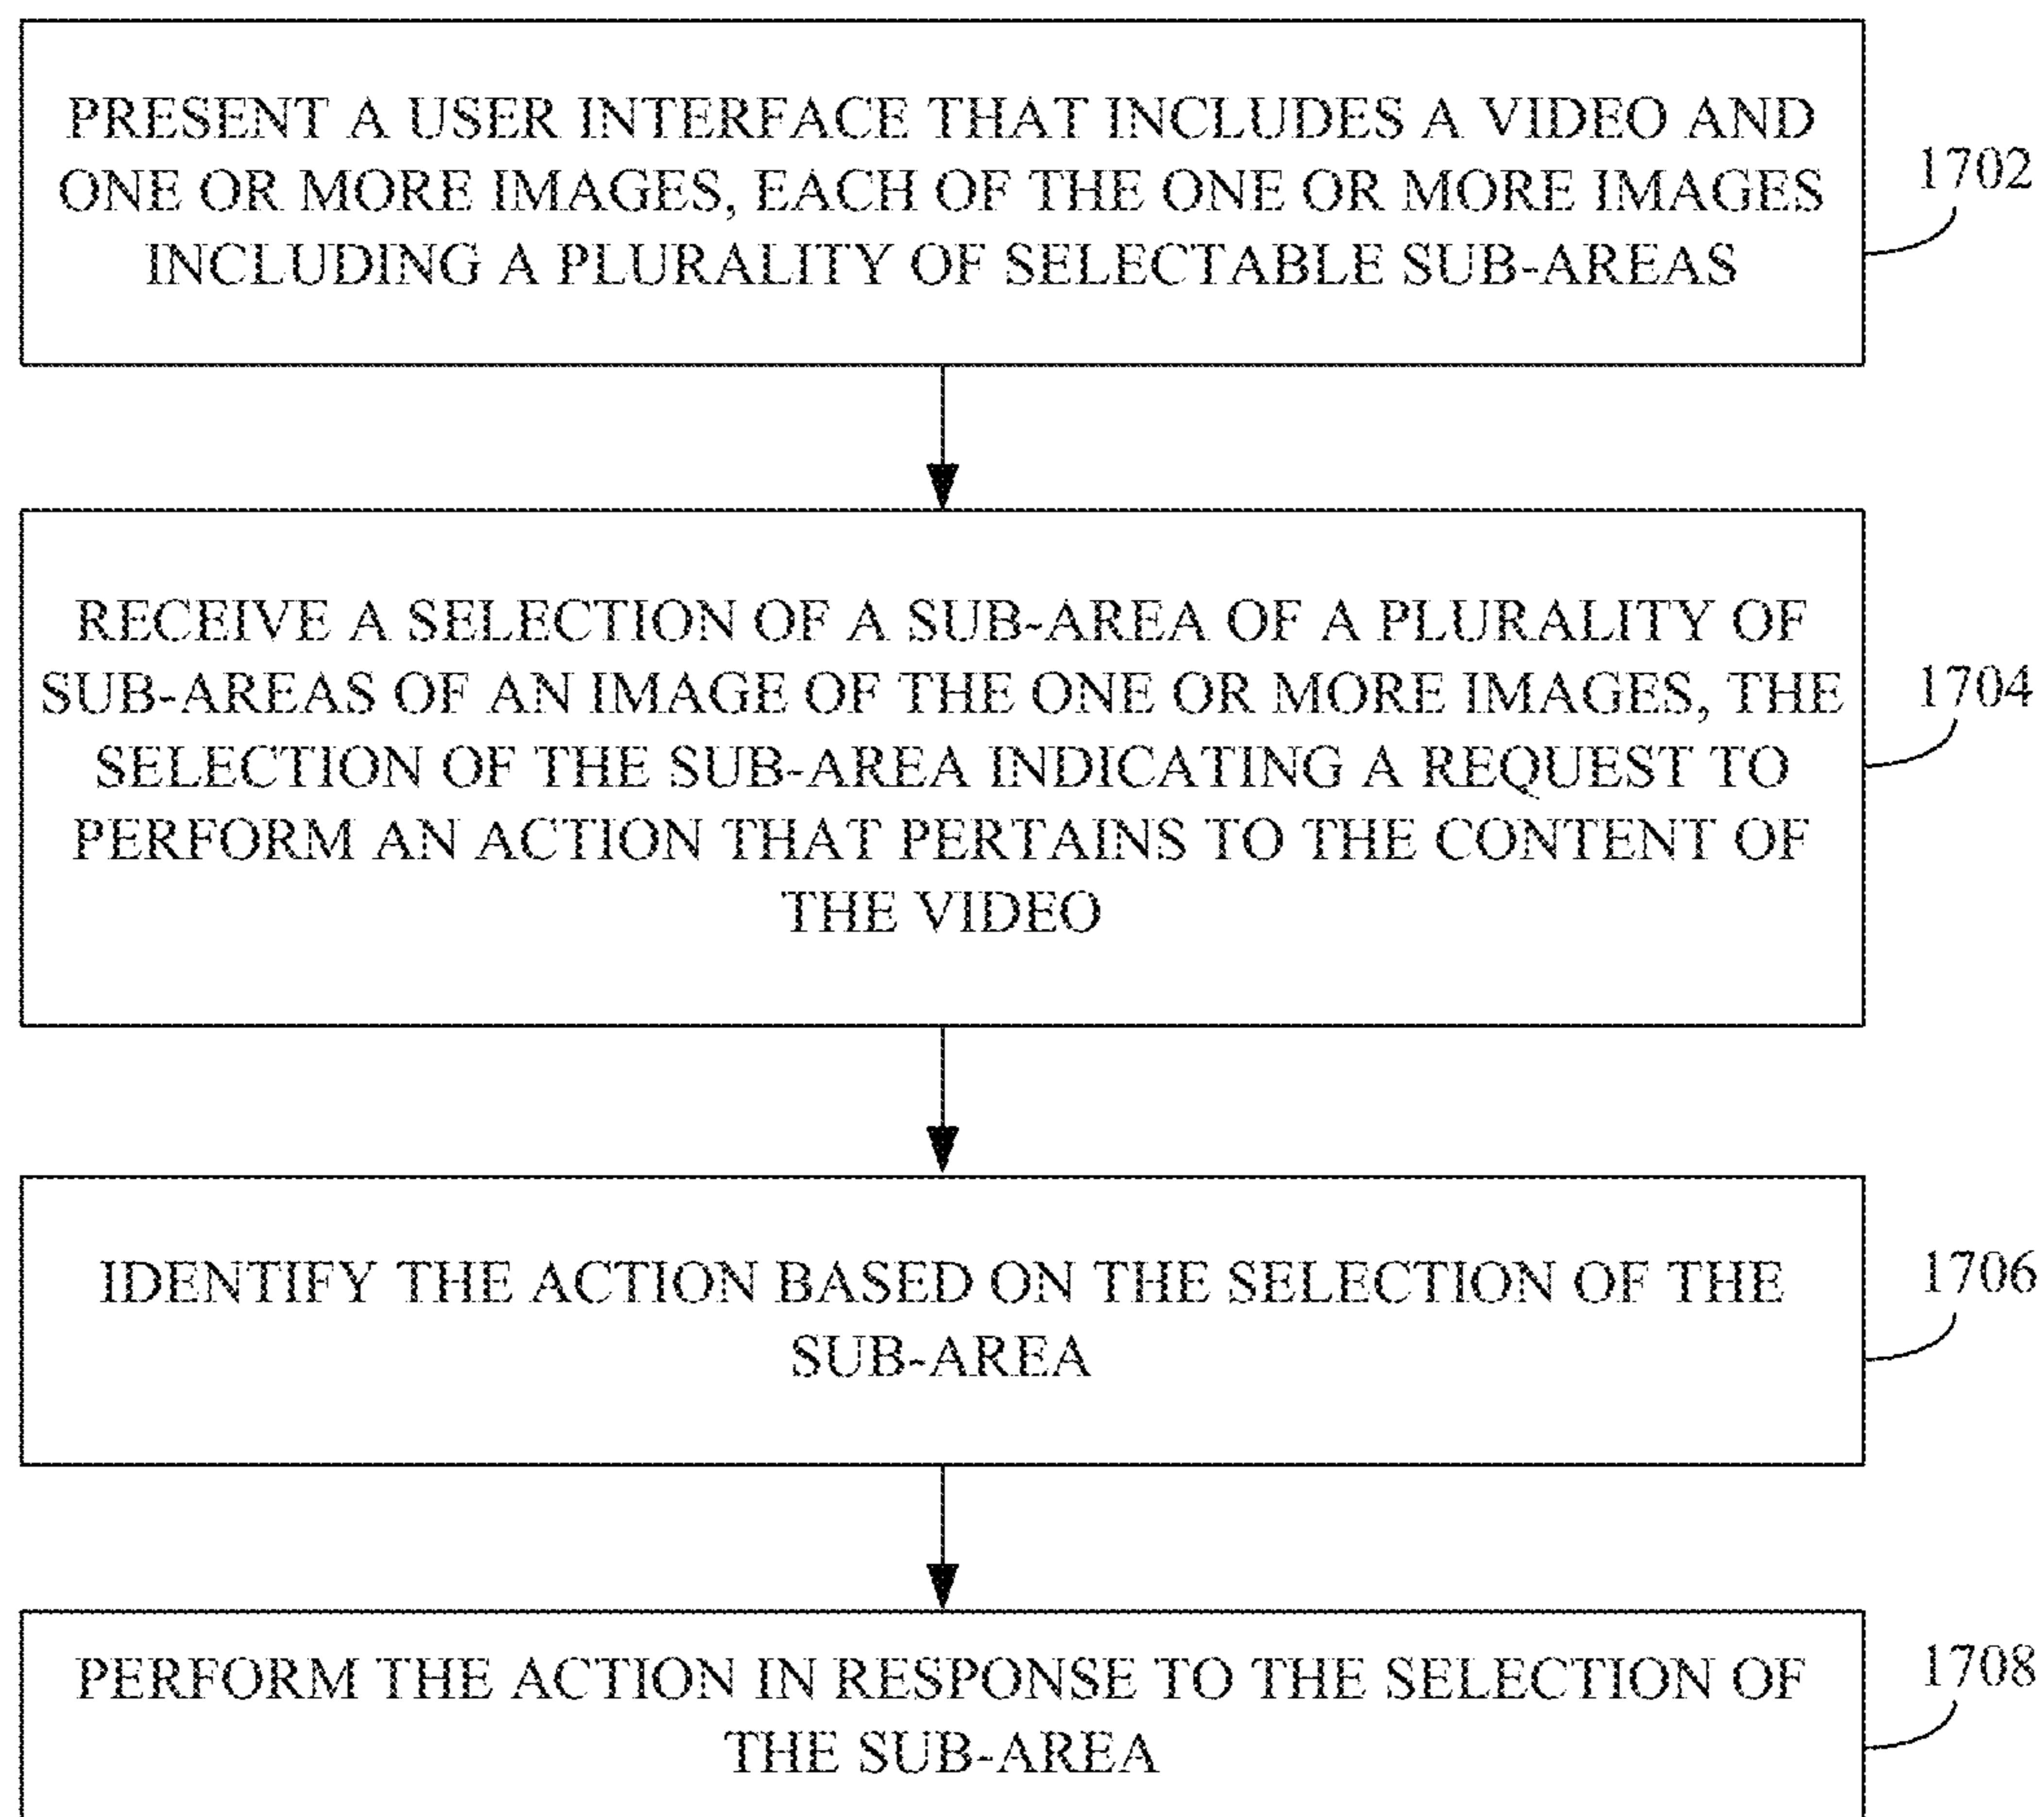 PRESENT A USER INTERFACE THAT INCLUDES A VIDEO AND
ONE OR MORE IMAGES, EACH OF THE ONE OR MORE IMAGES
INCLUDING A PLURALITY OF SELECTABLE SUB-AREAS
1702
RECEIVE A SELECTION OF A SUB-AREA OF A PLURALITY OF
SUB-AREAS OF AN IMAGE OF THE ONE OR MORE IMAGES, THE
SELECTION OF THE SUB-AREA INDICATING A REQUEST TO
PERFORM AN ACTION THAT PERTAINS TO THE CONTENT OF
THE VIDEO
1704
IDENTIFY THE ACTION BASED ON THE SELECTION OF THE
SUB-AREA
1706
PERFORM THE ACTION IN RESPONSE TO THE SELECTION OF
THE SUB-AREA
1708